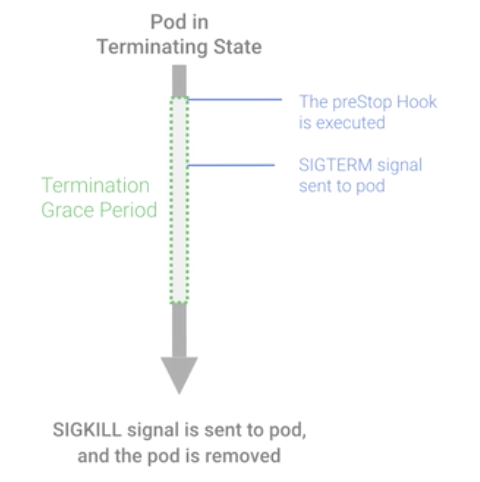 Pod in
Terminating State
The preStop Hook
is executed
SIGTERM signal
sent to pod
Termination
Grace Period
SIGKILL signal is sent to pod,
and the pod is removed